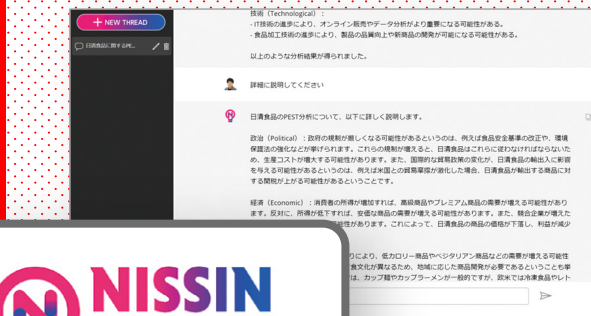 + NEW THREAD
日清食品に関するPE...
技術（Technological）：
- IT技術の進歩により、オンライン販売やデータ分析がより重要になる可能性がある。
- 食品加工技術の進歩により、製品の品質向上や新商品の開発が可能になる可能性がある。
以上のような分析結果が得られました。
詳細に説明してください
日清食品のPEST分析について、以下に詳しく説明します。
政治（Political）：政府の規制が厳しくなる可能性があるというのは、例えば食品安全基準の改正や、環境
保護法の強化などが挙げられます。これらの規制が増えると、日清食品はこれらに従わなければならないた
め、生産コストが増大する可能性があります。また、国際的な貿易政策の変化が、日清食品の輸出入に影響
を与える可能性があるというのは、例えば米国との貿易摩擦が激化した場合、日清食品が輸出する商品に対
する関税が上がる可能性があるということです。
経済（Economic）：消費者の所得が増加すれば、高級商品やプレミアム商品の需要が増える可能性があり
ます。反対に、所得が低下すれば、安価な商品の需要が増える可能性があります。また、競合企業が増えた
可能性があります。これによって、日清食品の商品の価格が下落し、利益が減少
りにより、低カロリー商品やベジタリアン商品などの需要が増える可能性
食文化が異なるため、地域に応じた商品開発が必要であるということも挙
は、カップ麺やカップラーメンが一般的ですが、欧米では冷凍食品やレト
NISSIN